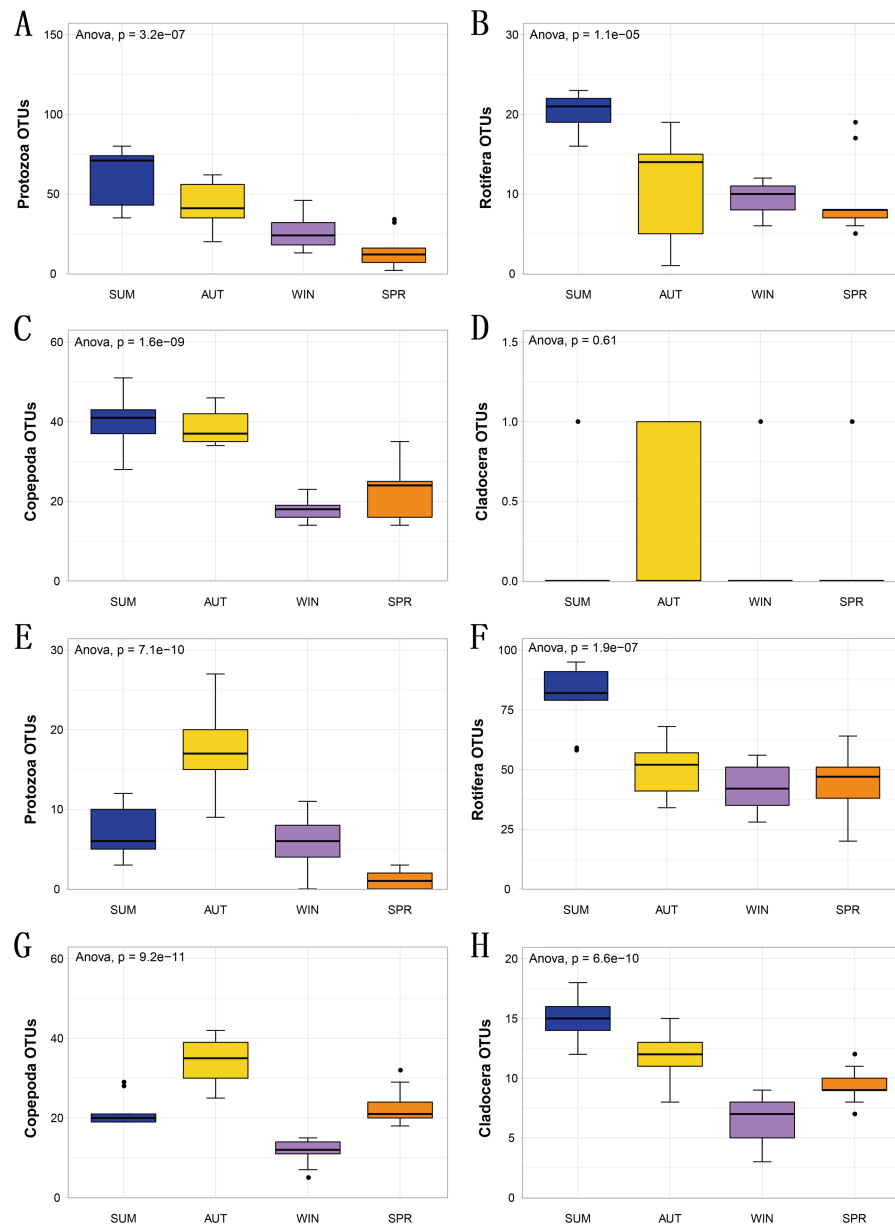 A
Anova, p = 3.2e−07
Protozoa OTUs
150
100
50
0
SUM AUT WIN SPR
B
Anova, p = 1.1e−05
Rotifera OTUs
30
20
10
0
SUM AUT WIN SPR
C
Anova, p = 1.6e−09
Copepoda OTUs
60
40
20
0
SUM AUT WIN SPR
D
Anova, p = 0.61
Cladocera OTUs
1.5
1.0
0.5
0.0
SUM AUT WIN SPR
E
Anova, p = 7.1e−10
Protozoa OTUs
30
20
10
0
SUM AUT WIN SPR
F
Anova, p = 1.9e−07
Rotifera OTUs
100
75
50
25
0
SUM AUT WIN SPR
G
Anova, p = 9.2e−11
Copepoda OTUs
60
40
20
0
SUM AUT WIN SPR
H
Anova, p = 6.6e−10
Cladocera OTUs
20
15
10
5
0
SUM AUT WIN SPR